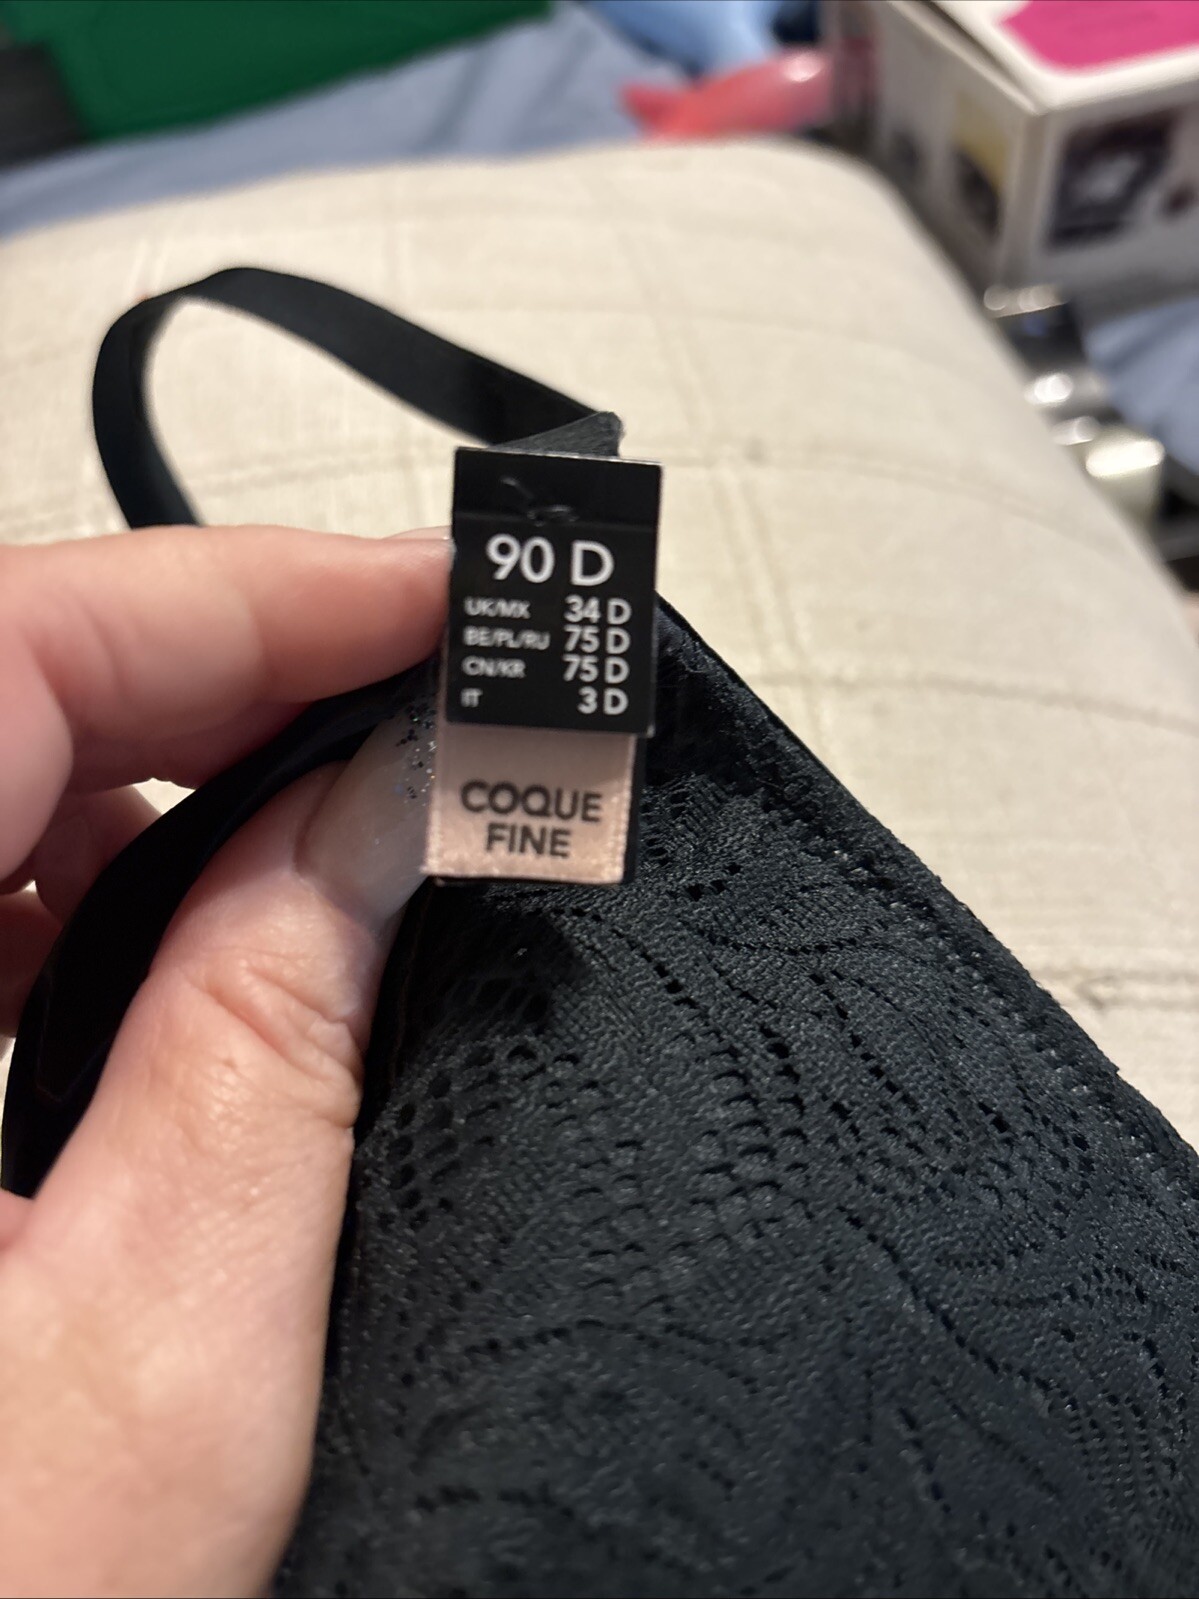 90 D
UK/MX 34 D
BE/PL/RU 75 D
CN/KR 75 D
IT 3 D
COQUE
FINE